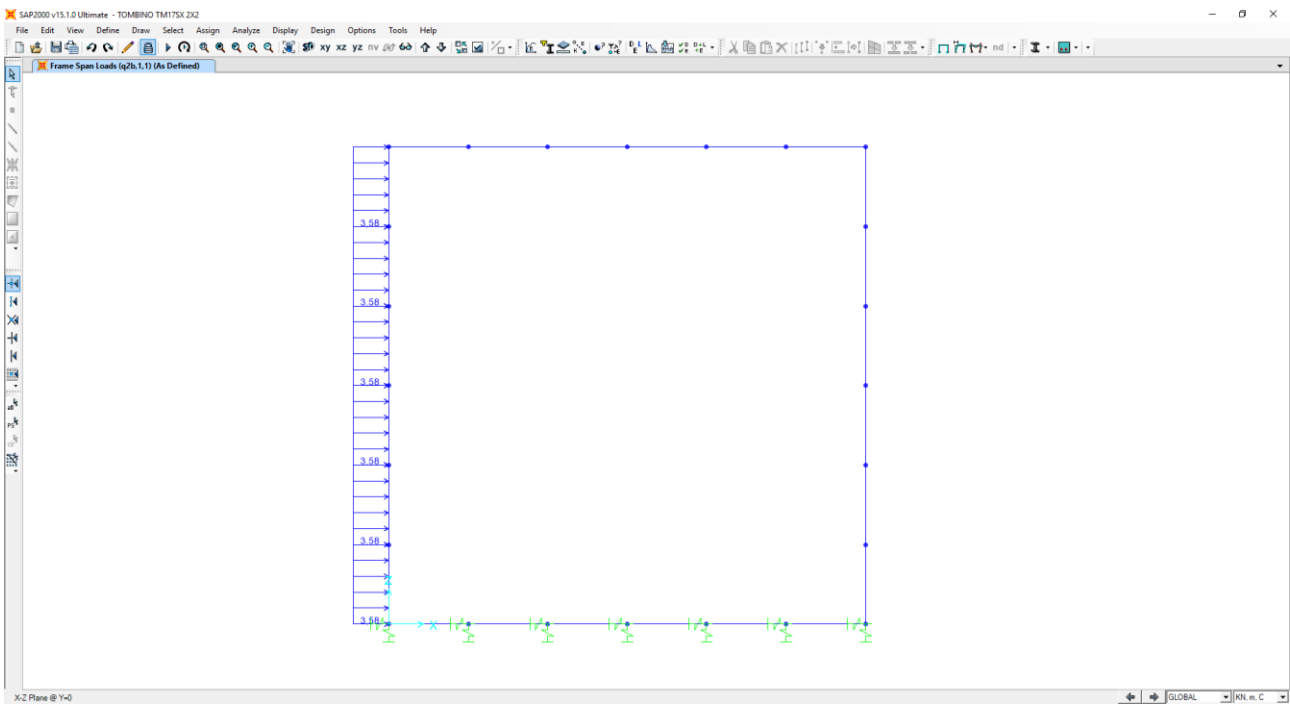 SAP2000 v15.1.0 Ultimate - TOMBINO TM17SX 2X2
File Edit View Define Draw Select Assign Analyze Display Design Options Tools Help
xy xz yz nv nd
Frame Span Loads (q2b,1,1) (As Defined)
3.58
3.58
3.58
3.58
3.58
3.58
X
X-Z Plane @ Y=0
GLOBAL KN, m, C